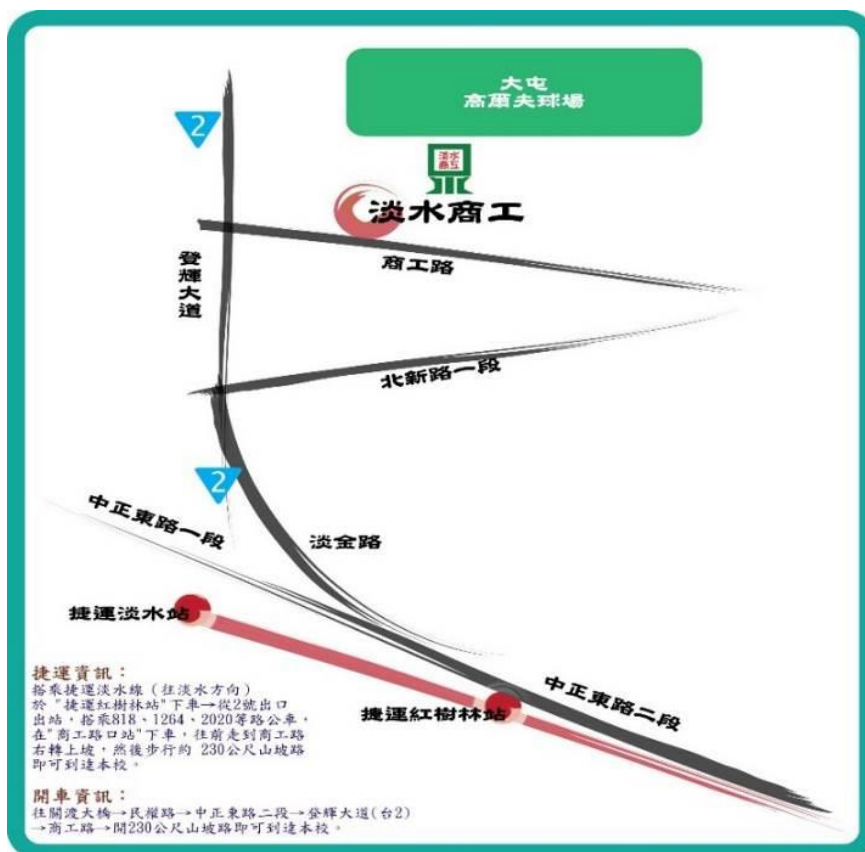 大屯
高爾夫球場
2
淡水
商工
淡水商工
商工路
登輝大道
北新路一段
2
中正東路一段
淡金路
捷運淡水站
中正東路二段
捷運紅樹林站
捷運資訊：
搭乘捷運淡水線（往淡水方向）
於 "捷運紅樹林站"下車→從2號出口
出站，搭乘818、1264、2020等路公車，
在"商工路口站"下車，往前走到商工路
右轉上坡，然後步行約 230公尺山坡路
即可到達本校。
開車資訊：
往關渡大橋→民權路→中正東路二段→登輝大道(台2)
→商工路→開230公尺山坡路即可到達本校。